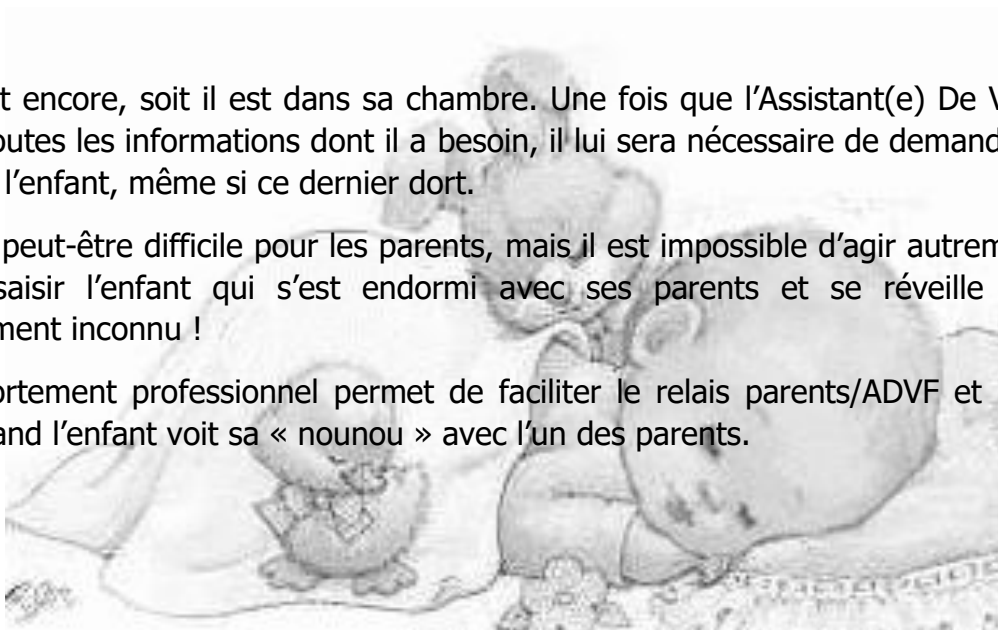 t encore, soit il est dans sa chambre. Une fois que l’Assistant(e) De V
outes les informations dont il a besoin, il lui sera nécessaire de demand
l’enfant, même si ce dernier dort.
peut-être difficile pour les parents, mais il est impossible d’agir autrem
saisir l’enfant qui s’est endormi avec ses parents et se réveille
ment inconnu !
ortement professionnel permet de faciliter le relais parents/ADVF et
and l’enfant voit sa « nounou » avec l’un des parents.